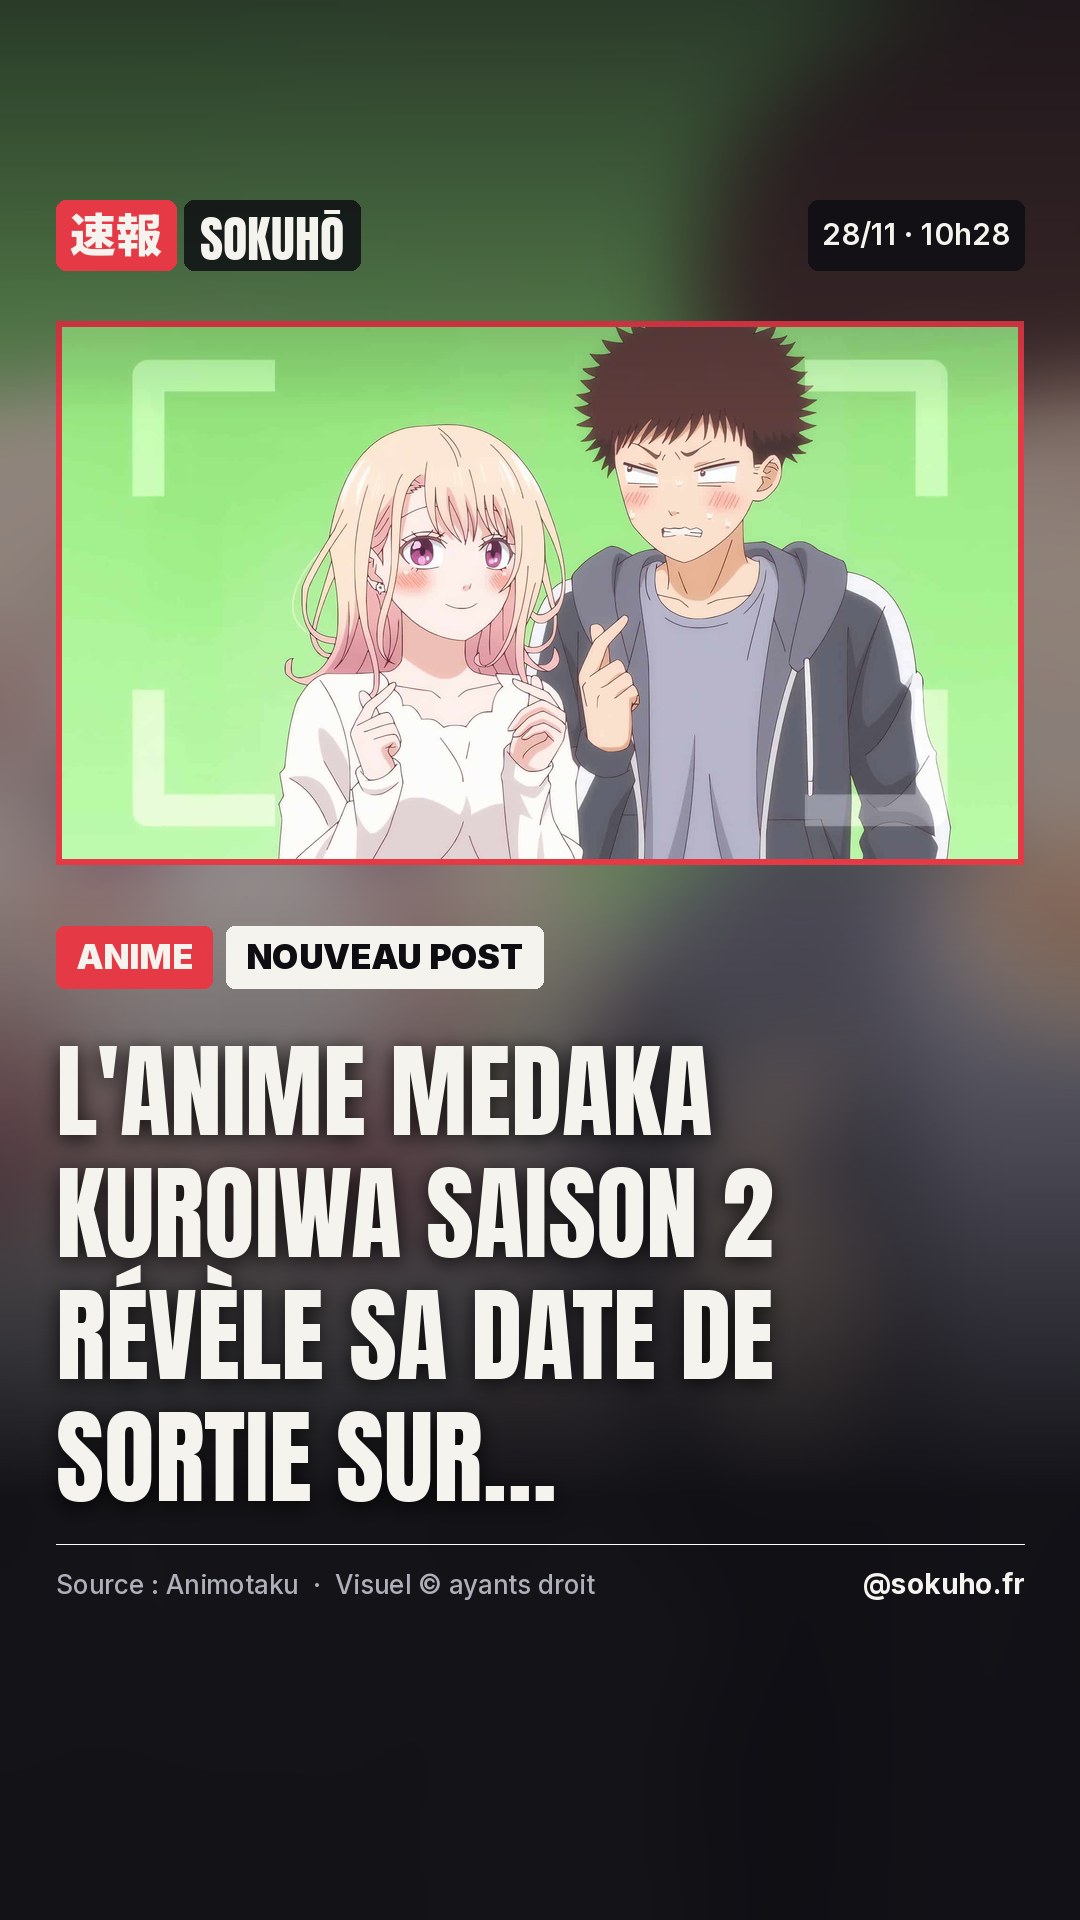 速報 SOKUHŌ
28/11 · 10h28
ANIME
NOUVEAU POST
L'ANIME MEDAKA
KUROIWA SAISON 2
RÉVÈLE SA DATE DE
SORTIE SUR...
Source : Animotaku · Visuel © ayants droit
@sokuho.fr